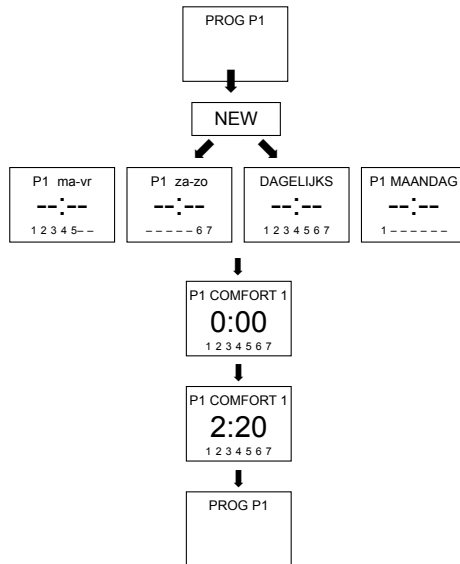 PROG P1
NEW
P1 ma-vr
--:--
1 2 3 4 5 – –
P1 za-zo
--:--
– – – – – 6 7
DAGELIJKS
--:--
1 2 3 4 5 6 7
P1 MAANDAG
--:--
1 – – – – – –
P1 COMFORT 1
0:00
1 2 3 4 5 6 7
P1 COMFORT 1
2:20
1 2 3 4 5 6 7
PROG P1